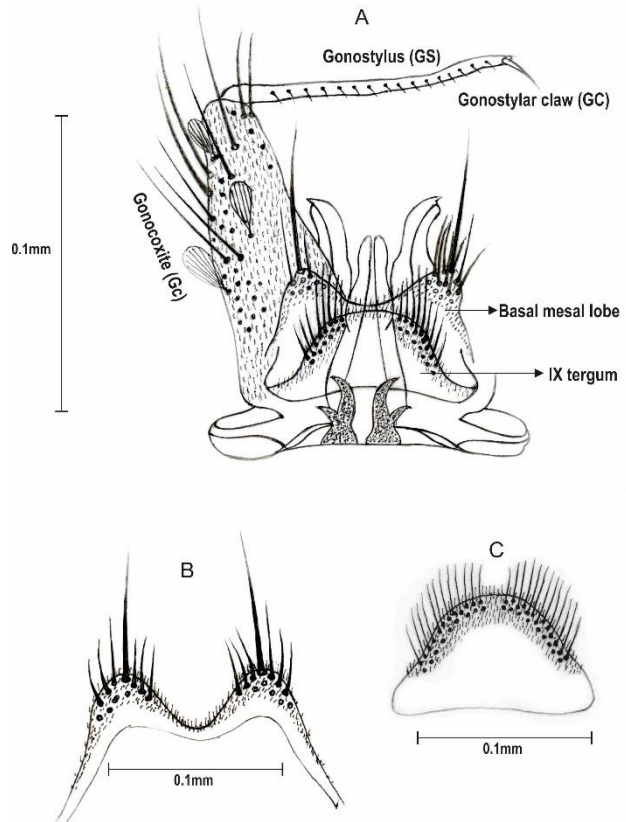 A
Gonostylus (GS)
Gonostylar claw (GC)
0.1mm
Gonocoxite (Gc)
Basal mesal lobe
IX tergum
B
C
0.1mm
0.1mm